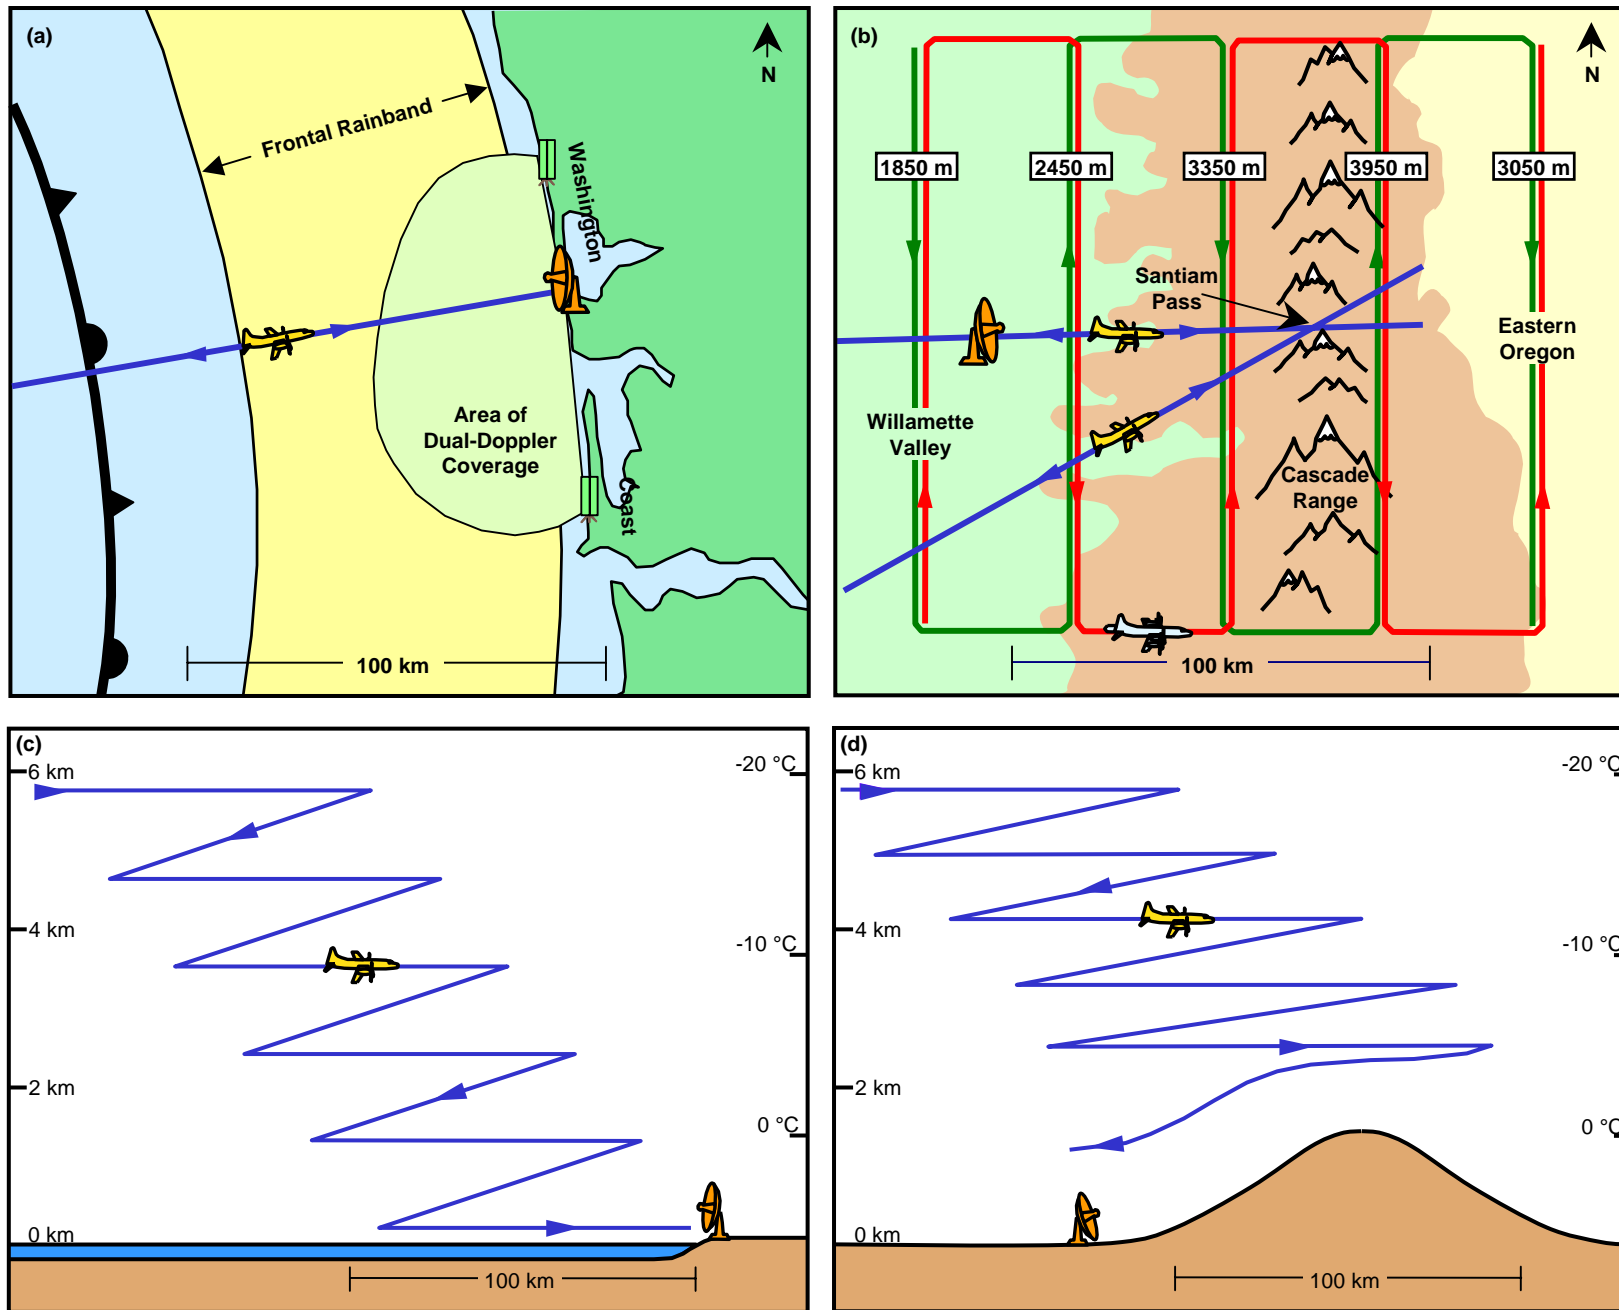 (a)
N
Frontal Rainband
Washington
Area of
Dual-Doppler
Coverage
Coast
100 km
(b)
N
1850 m
2450 m
3350 m
3950 m
3050 m
Santiam
Pass
Eastern
Oregon
Willamette
Valley
Cascade
Range
100 km
(c)
6 km
-20 °C
4 km
-10 °C
2 km
0 °C
0 km
100 km
(d)
6 km
-20 °C
4 km
-10 °C
2 km
0 °C
0 km
100 km